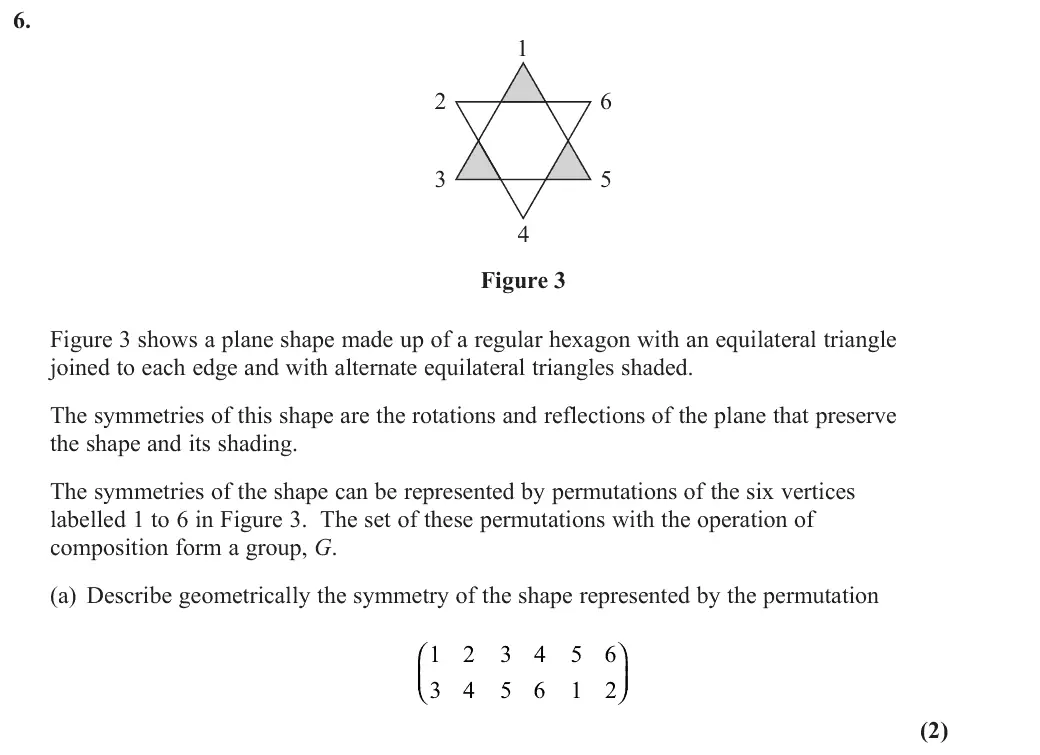 6.
1
2
6
3
5
4
Figure 3
Figure 3 shows a plane shape made up of a regular hexagon with an equilateral triangle
joined to each edge and with alternate equilateral triangles shaded.
The symmetries of this shape are the rotations and reflections of the plane that preserve
the shape and its shading.
The symmetries of the shape can be represented by permutations of the six vertices
labelled 1 to 6 in Figure 3. The set of these permutations with the operation of
composition form a group, G.
(a) Describe geometrically the symmetry of the shape represented by the permutation
1 2 3 4 5 6
3 4 5 6 1 2
(2)